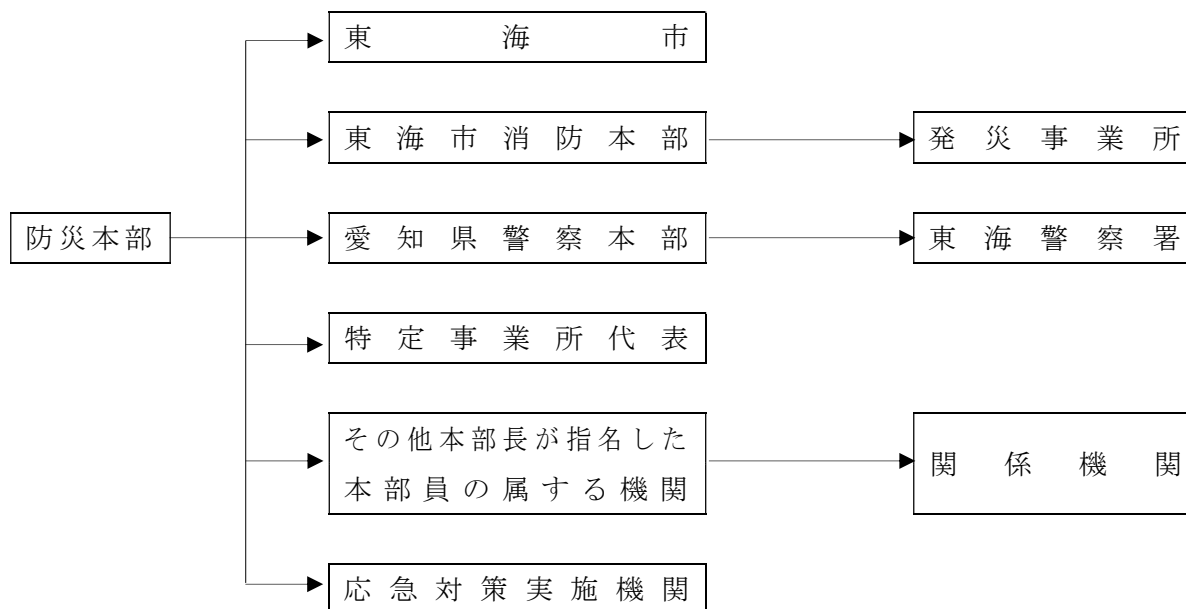 東海市
東海市消防本部
発災事業所
防災本部
愛知県警察本部
東海警察署
特定事業所代表
その他本部長が指名した
本部員の属する機関
関係機関
応急対策実施機関